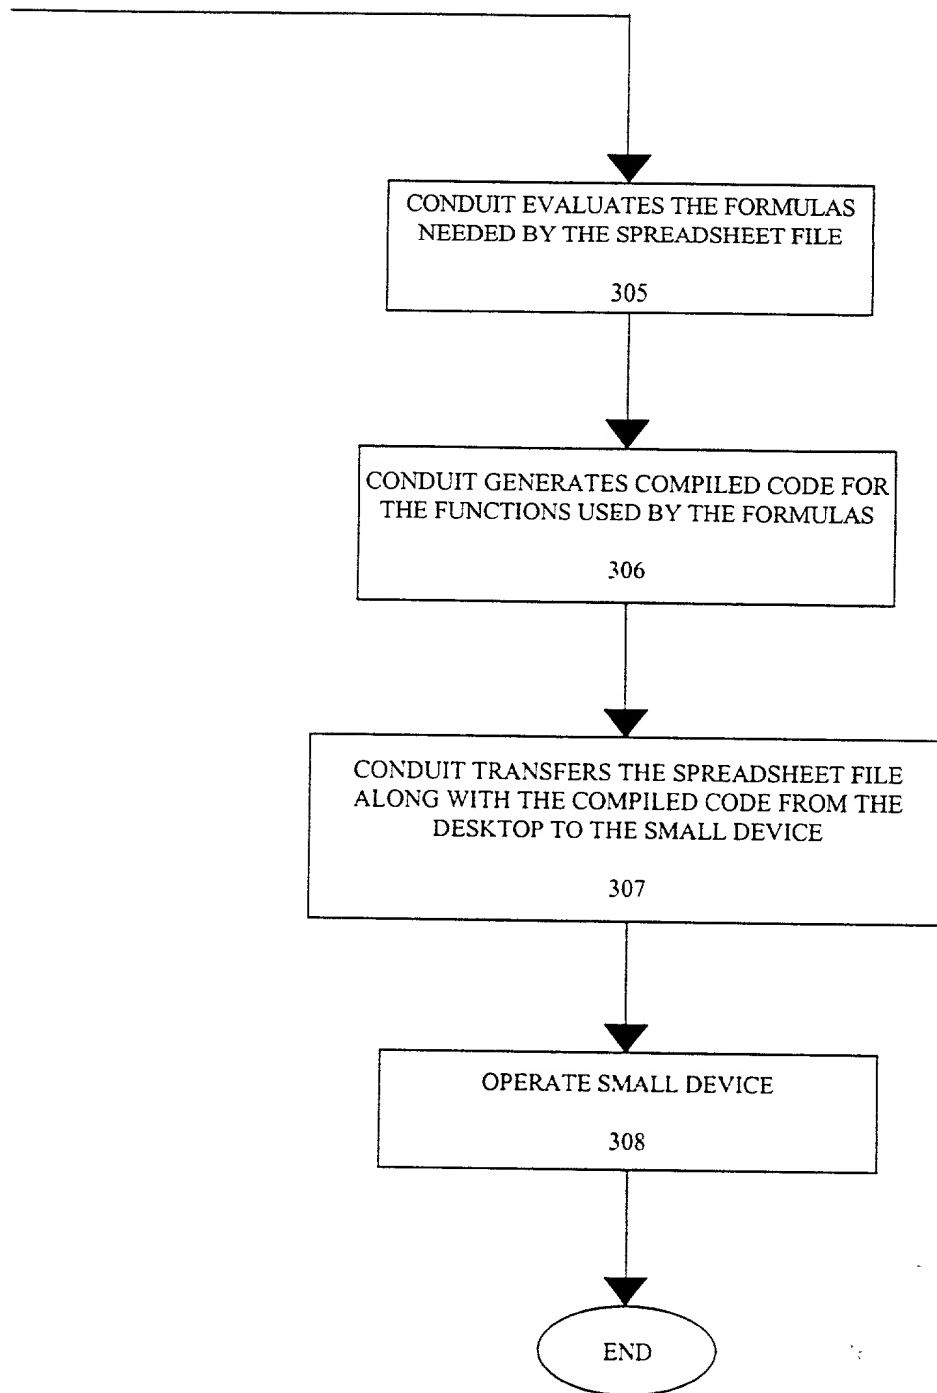 CONDUIT EVALUATES THE FORMULAS
NEEDED BY THE SPREADSHEET FILE
305
CONDUIT GENERATES COMPILED CODE FOR
THE FUNCTIONS USED BY THE FORMULAS
306
CONDUIT TRANSFERS THE SPREADSHEET FILE
ALONG WITH THE COMPILED CODE FROM THE
DESKTOP TO THE SMALL DEVICE
307
OPERATE SMALL DEVICE
308
END